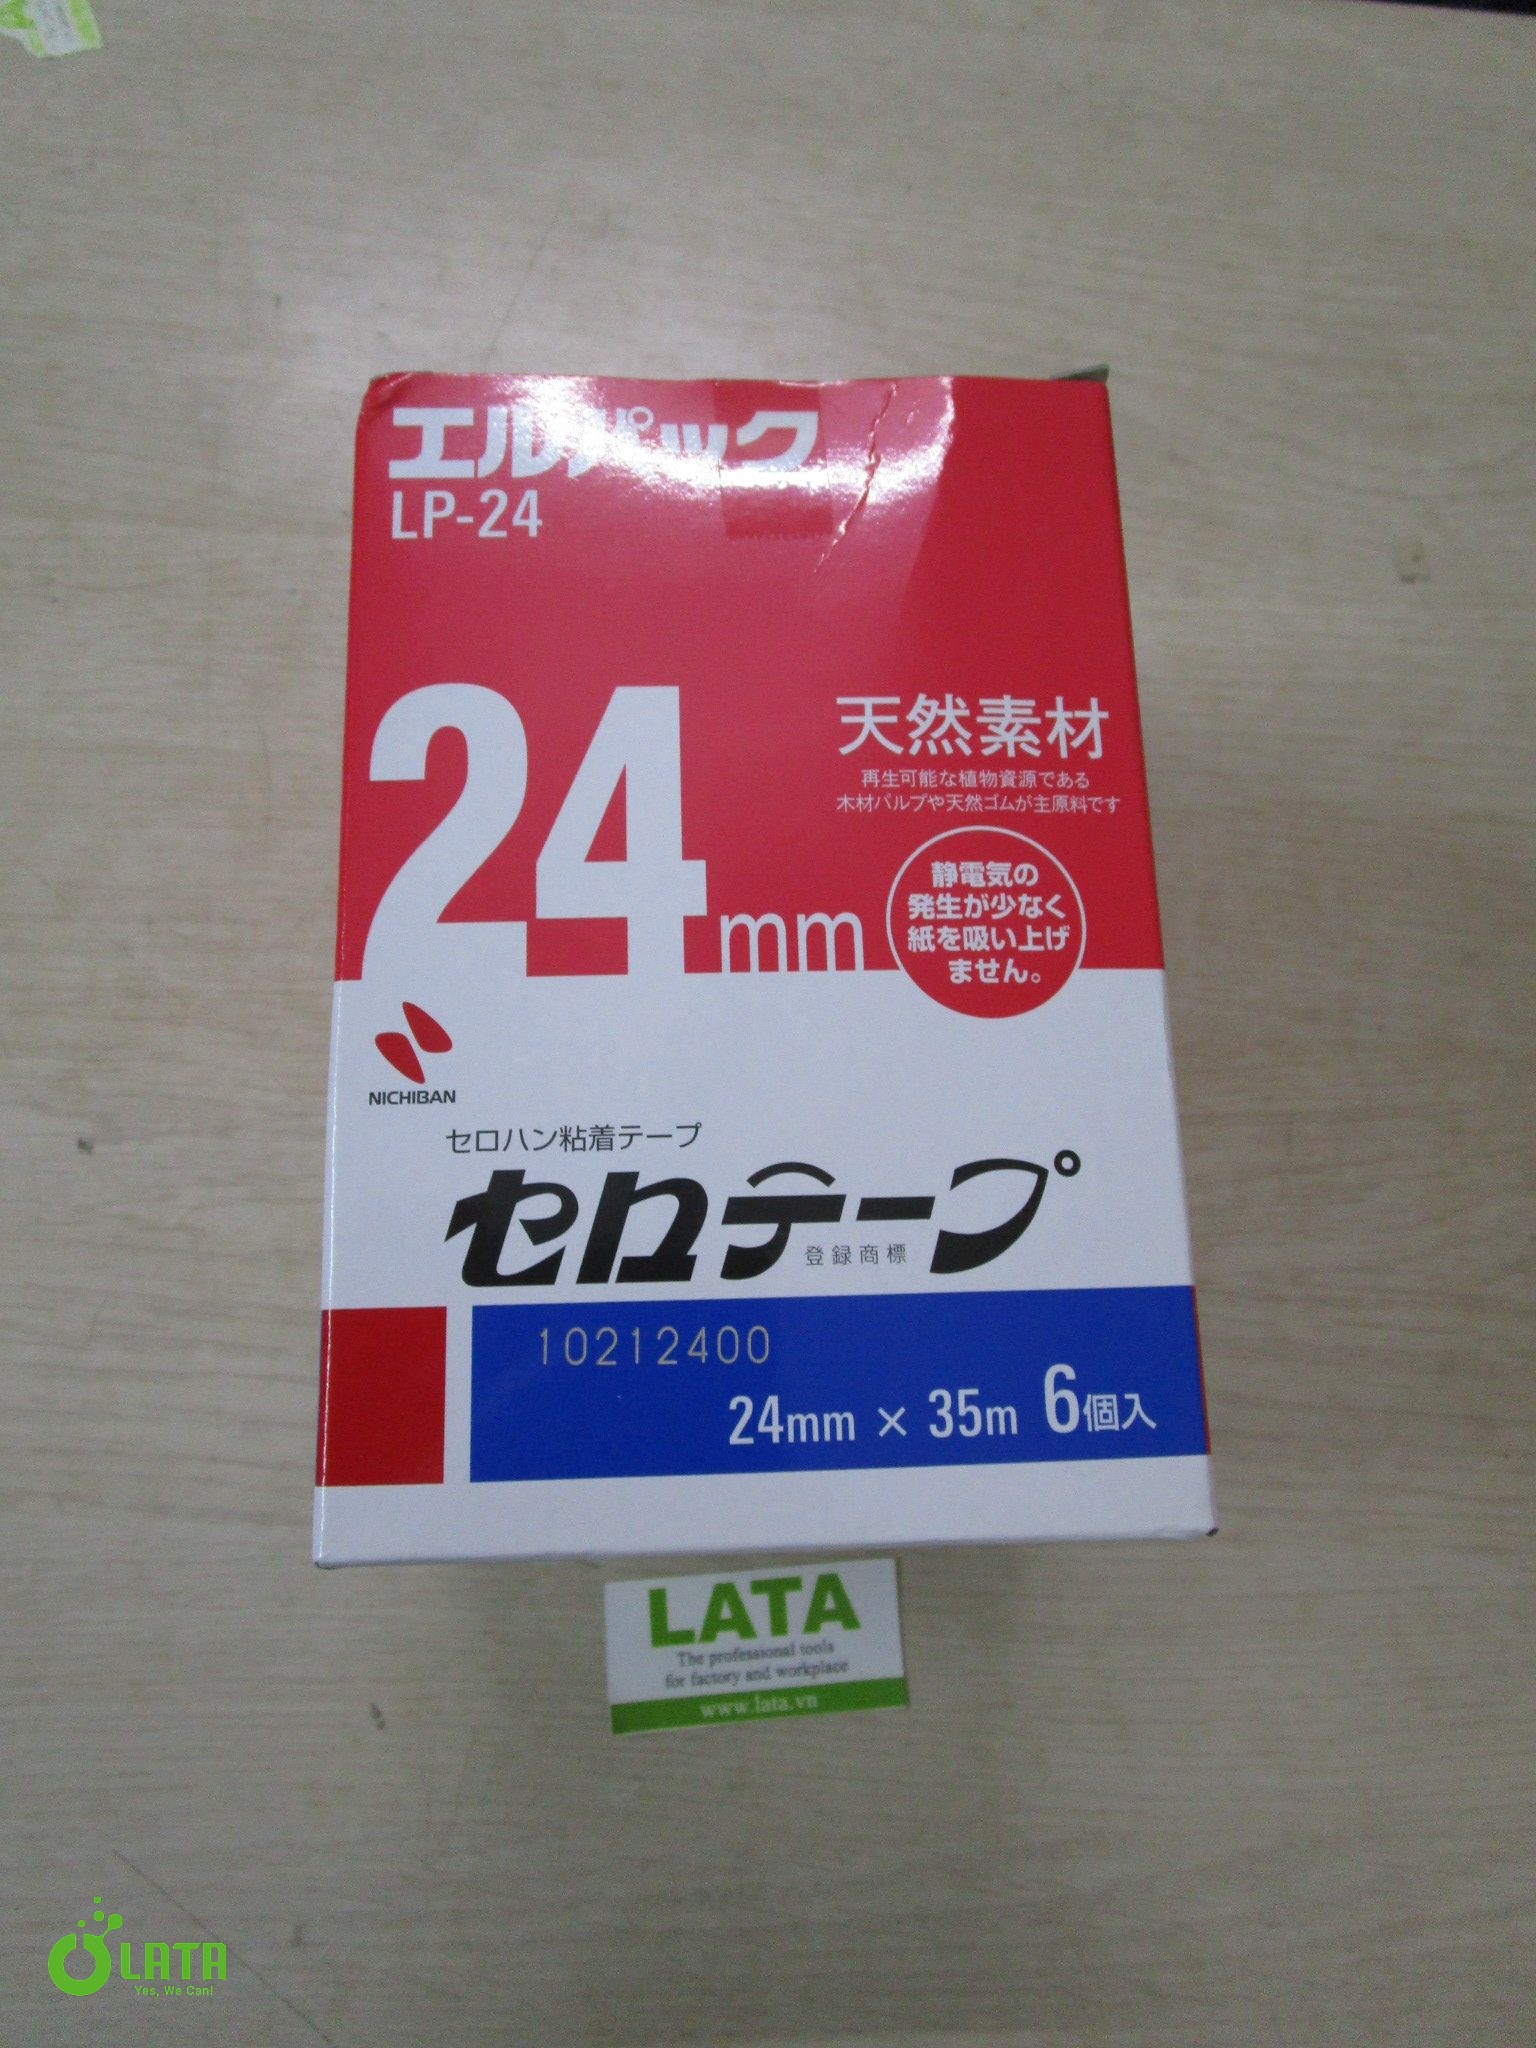 エルパック
LP-24
24mm
天然素材
再生可能な植物資源である
木材パルプや天然ゴムが主原料です
静電気の
発生が少なく
紙を吸い上げ
ません。
NICHIBAN
セロハン粘着テープ
セロテープ
登録商標
10212400
24mm × 35m 6個入
LATA
The professional tools
for factory and workplace
www.lata.vn
LATA
Yes, We Can!